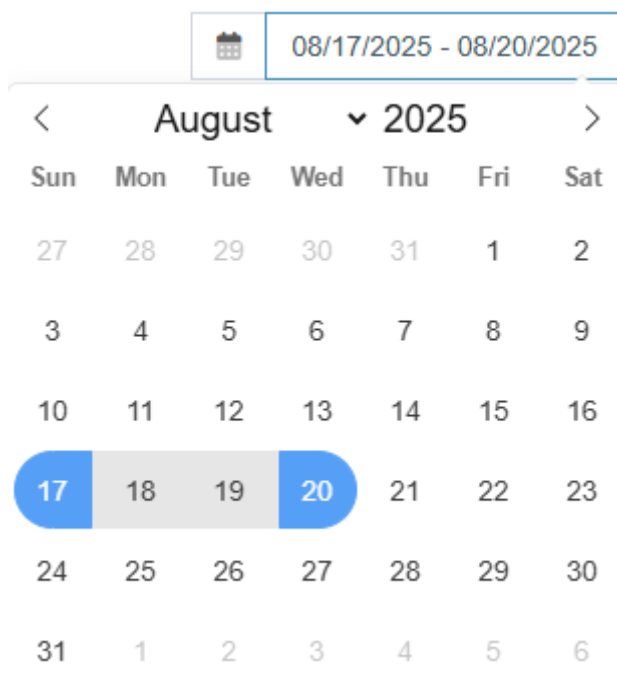 08/17/2025 - 08/20/2025
August 2025
Sun Mon Tue Wed Thu Fri Sat
27 28 29 30 31 1 2
3 4 5 6 7 8 9
10 11 12 13 14 15 16
17 18 19 20 21 22 23
24 25 26 27 28 29 30
31 1 2 3 4 5 6